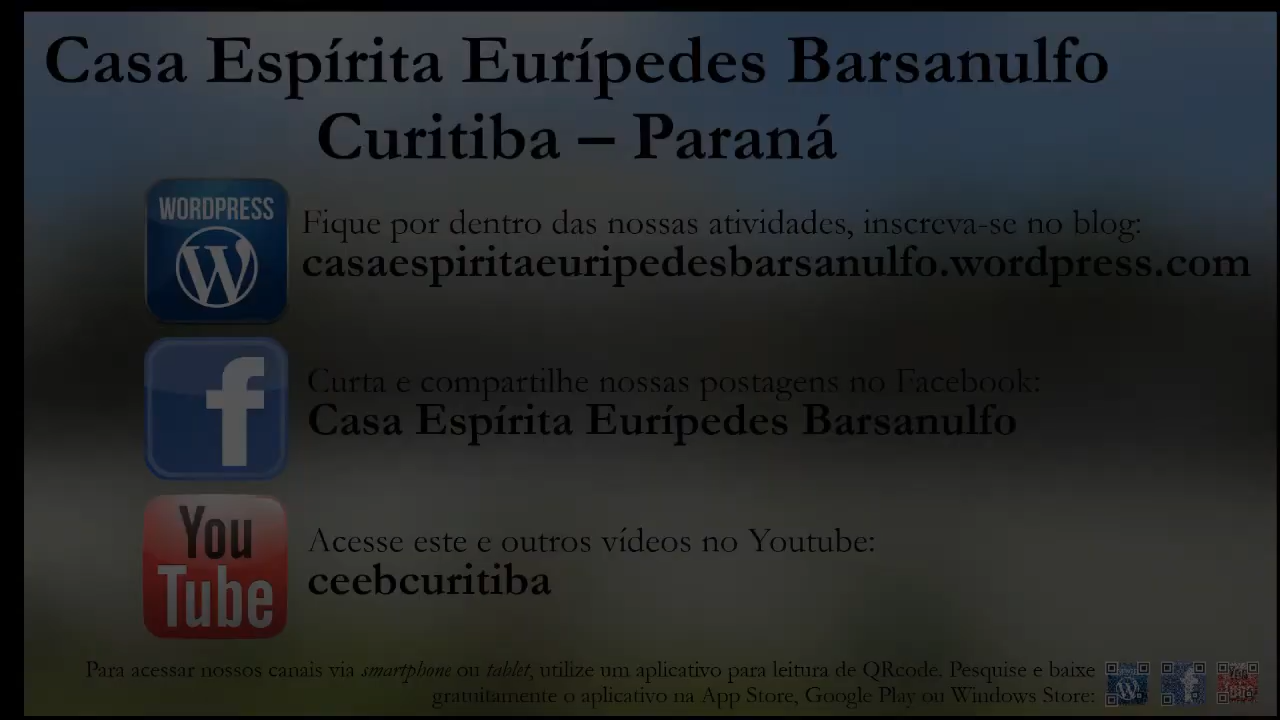 Casa Espírita Eurípedes Barsanulfo
Curitiba – Paraná
WORDPRESS
W
Fique por dentro das nossas atividades, inscreva-se no blog:
casaespiritaeuripedesbarsanulfo.wordpress.com
f
Curta e compartilhe nossas postagens no Facebook:
Casa Espírita Eurípedes Barsanulfo
You
Tube
Acesse este e outros vídeos no Youtube:
ceebcuritiba
Para acessar nossos canais via smartphone ou tablet, utilize um aplicativo para leitura de QRcode. Pesquise e baixe
gratuitamente o aplicativo na App Store, Google Play ou Windows Store: